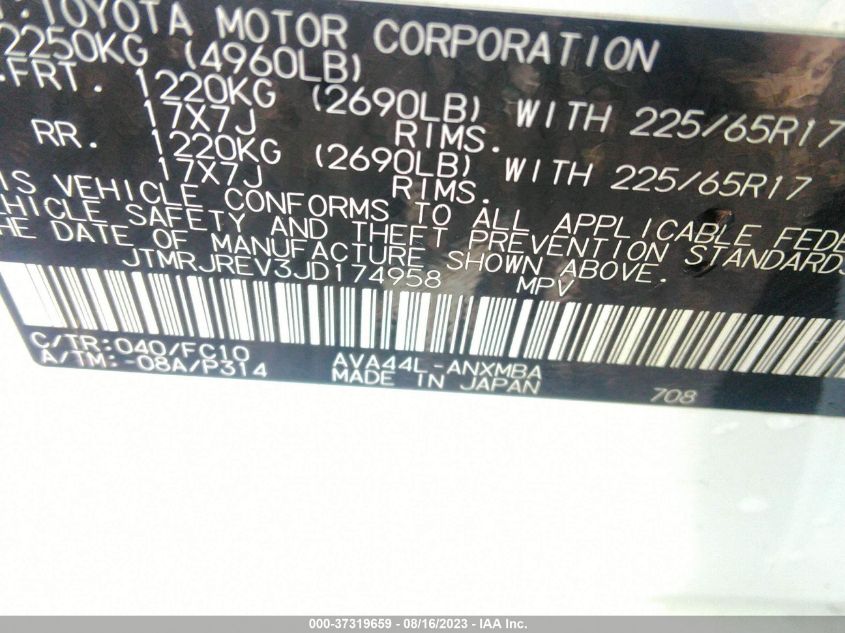 : TOYOTA MOTOR CORPORATION
2250KG (4960LB)
FRT. 1220KG (2690LB) WITH 225/65R17
17X7J RIMS.
RR. 1220KG (2690LB) WITH 225/65R17
17X7J RIMS.
IS VEHICLE CONFORMS TO ALL APPLICABLE FEDE
HICLE SAFETY AND THEFT PREVENTION STANDARDS
HE DATE OF MANUFACTURE SHOWN ABOVE.
JTMRJREV3JD174958 MPV
C/TR:040/FC10 AVA44L-ANXMBA
A/TM:-08A/P314 MADE IN JAPAN 708
000-37319659 - 08/16/2023 - IAA Inc.